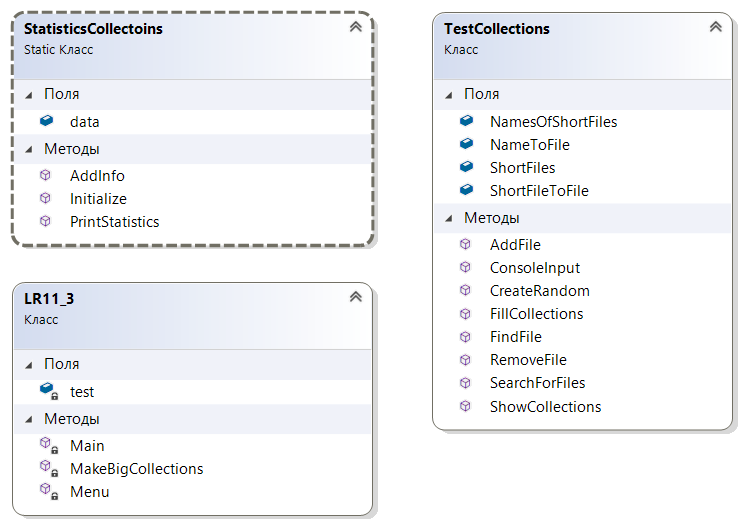 StatisticsCollectoins
Static Класс
Поля
data
Методы
AddInfo
Initialize
PrintStatistics
LR11_3
Класс
Поля
test
Методы
Main
MakeBigCollections
Menu
TestCollections
Класс
Поля
NamesOfShortFiles
NameToFile
ShortFiles
ShortFileToFile
Методы
AddFile
ConsoleInput
CreateRandom
FillCollections
FindFile
RemoveFile
SearchForFiles
ShowCollections